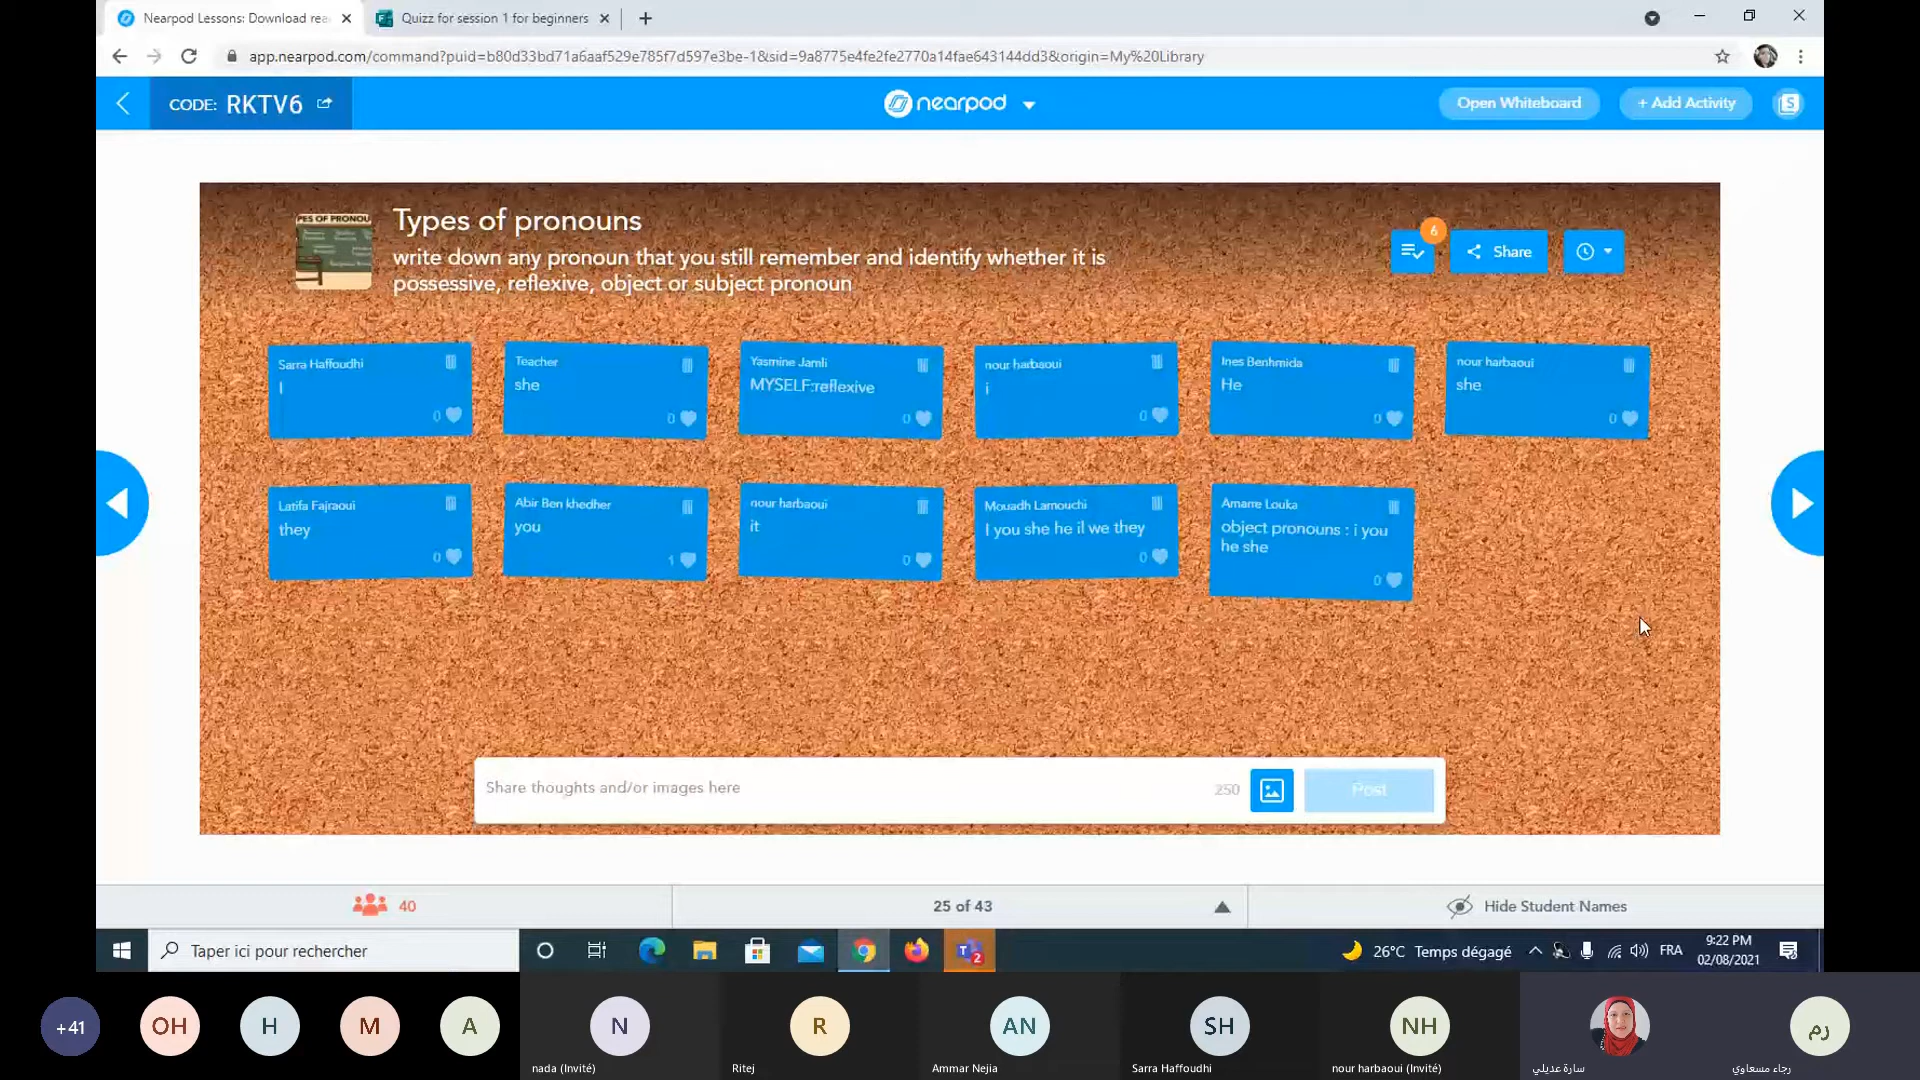 Nearpod Lessons: Download rea
Quizz for session 1 for beginners
app.nearpod.com/command?puid=b80d33bd71a6aaf529e785f7d597e3be-1&sid=9a8775e4fe2fe2770a14fae643144dd3&origin=My%20Library
CODE: RKTV6
nearpod
Open Whiteboard
+ Add Activity
S
PES OF PRONOU
Types of pronouns
write down any pronoun that you still remember and identify whether it is
possessive, reflexive, object or subject pronoun
6
Share
Sarra Haffoudhi
I
0
Teacher
she
0
Yasmine Jamli
MYSELF:reflexive
0
nour harbaoui
i
0
Ines Benhmida
He
0
nour harbaoui
she
0
Latifa Fajraoui
they
0
Abir Ben khedher
you
1
nour harbaoui
it
0
Mouadh Lamouchi
I you she he il we they
0
Amarre Louka
object pronouns : i you
he she
0
Share thoughts and/or images here
250
Post
40
25 of 43
Hide Student Names
Taper ici pour rechercher
2
26°C Temps dégagé
FRA
9:22 PM
02/08/2021
+41
OH
H
M
A
N
nada (Invité)
R
Ritej
AN
Ammar Nejia
SH
Sarra Haffoudhi
NH
nour harbaoui (Invité)
سارة عديلي
رم
رجاء مسعاوي